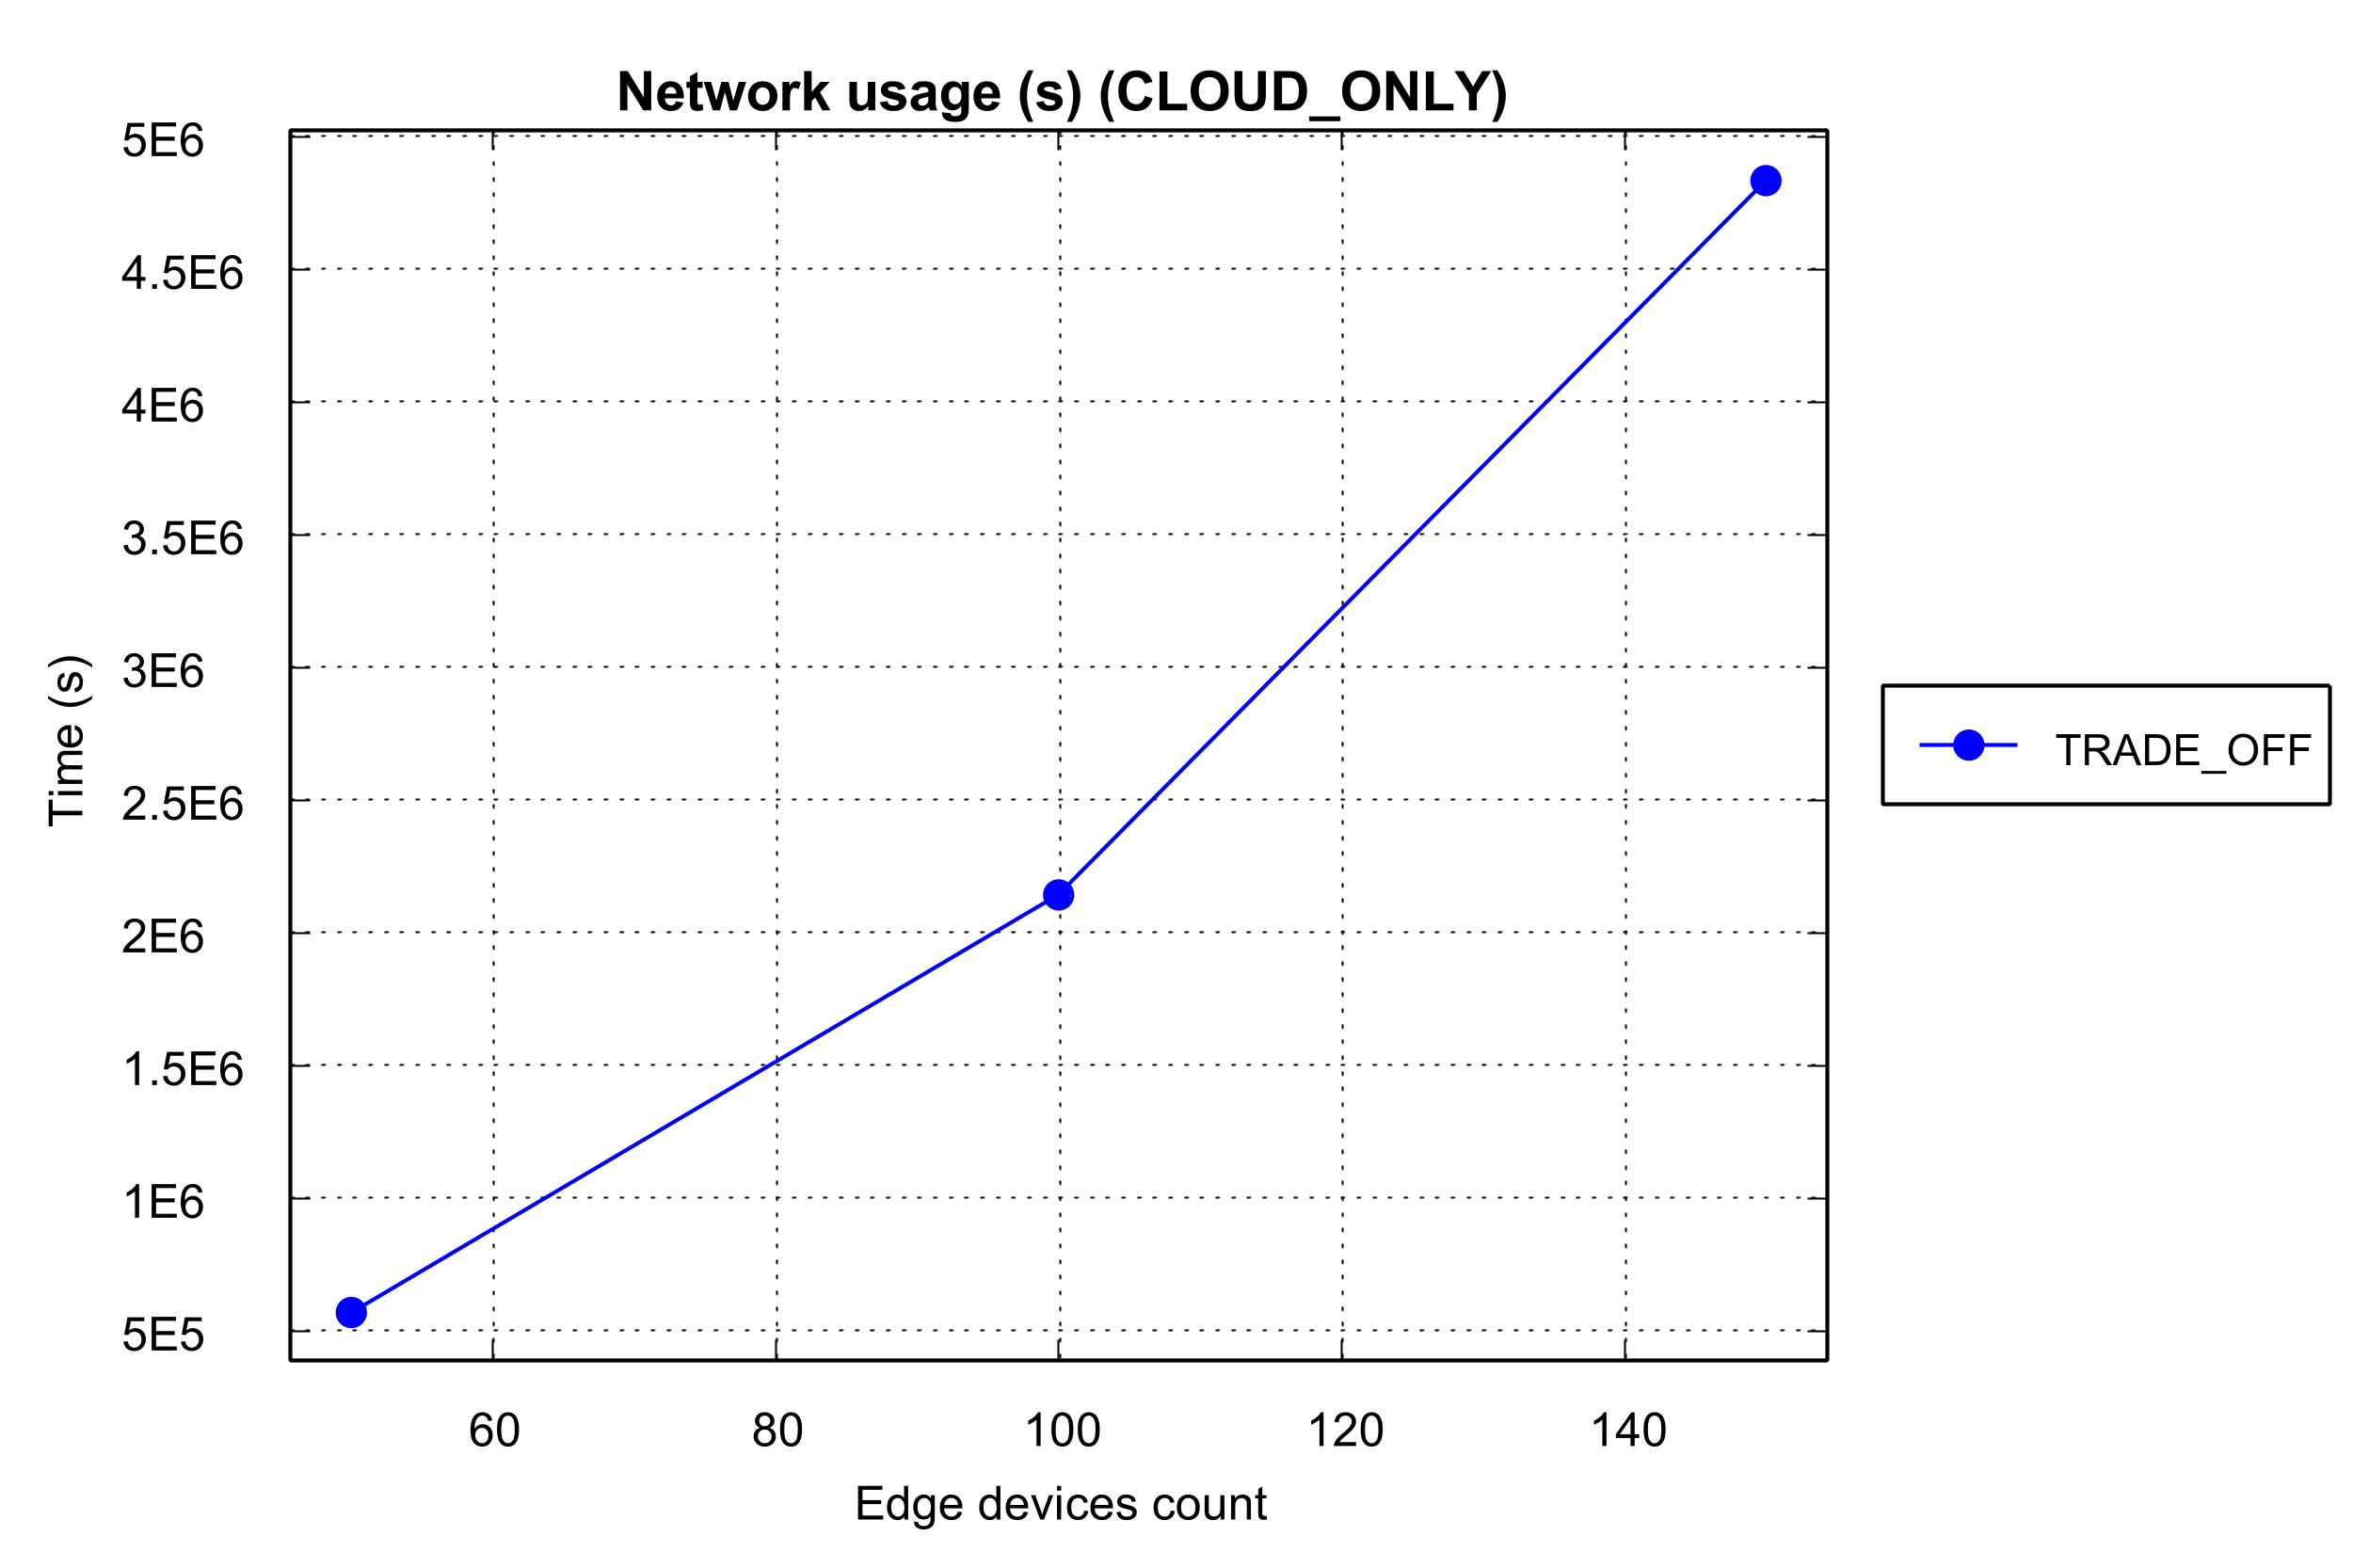 Network usage (s) (CLOUD_ONLY)
5E6
4.5E6
4E6
3.5E6
3E6
2.5E6
2E6
1.5E6
1E6
5E5
Time (s)
60 80 100 120 140
Edge devices count
TRADE_OFF